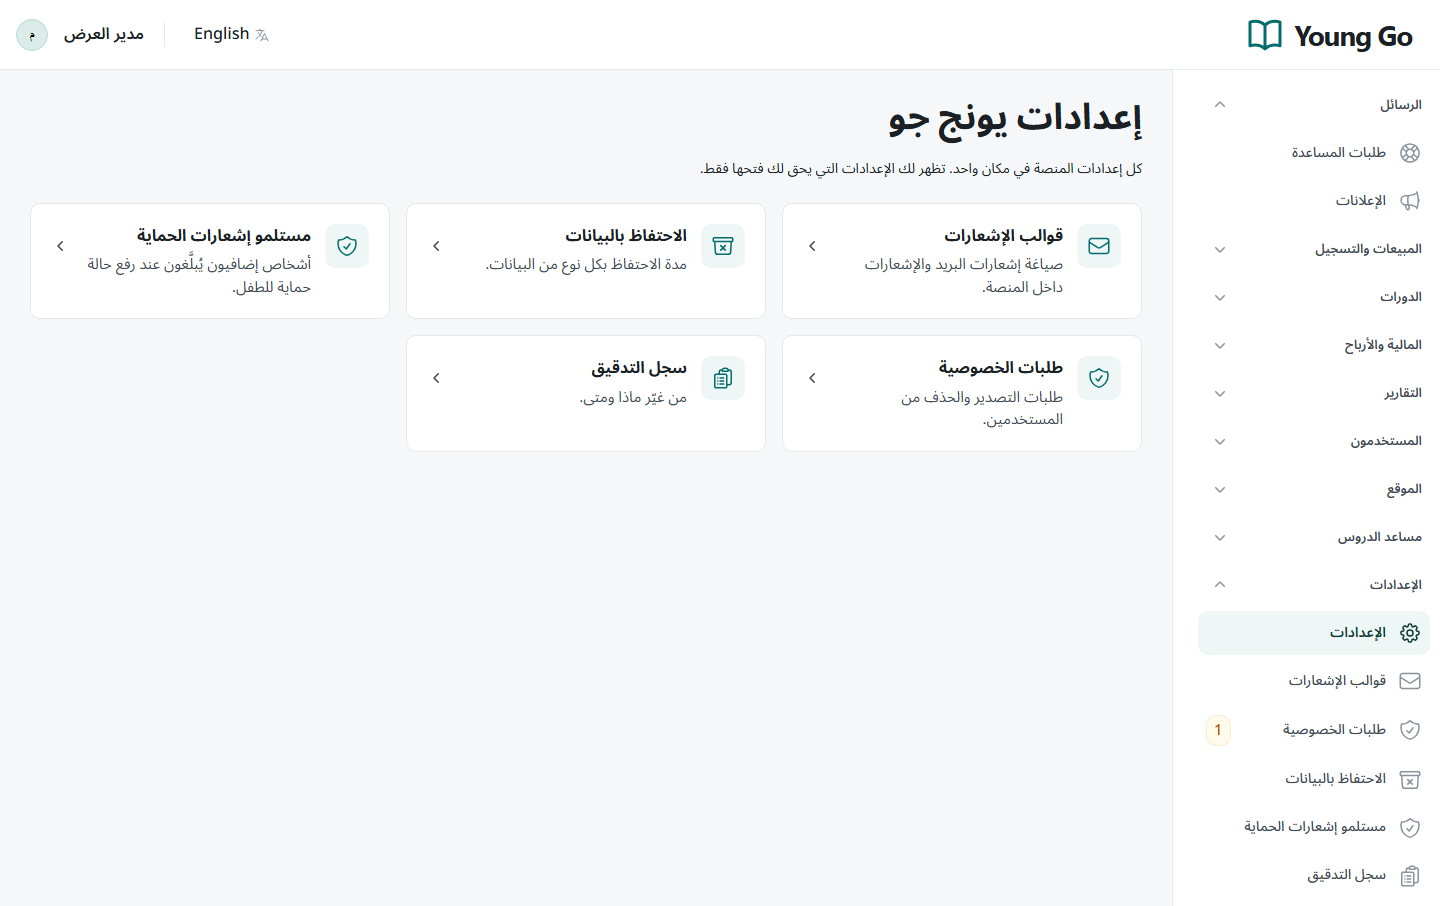 Young Go
English
مدير العرض
م
الرسائل
طلبات المساعدة
الإعلانات
المبيعات والتسجيل
الدورات
المالية والأرباح
التقارير
المستخدمون
الموقع
مساعد الدروس
الإعدادات
الإعدادات
قوالب الإشعارات
طلبات الخصوصية
1
الاحتفاظ بالبيانات
مستلمو إشعارات الحماية
سجل التدقيق
إعدادات يونج جو
كل إعدادات المنصة في مكان واحد. تظهر لك الإعدادات التي يحق لك فتحها فقط.
قوالب الإشعارات
صياغة إشعارات البريد والإشعارات
داخل المنصة.
الاحتفاظ بالبيانات
مدة الاحتفاظ بكل نوع من البيانات.
مستلمو إشعارات الحماية
أشخاص إضافيون يُبلَّغون عند رفع حالة
حماية للطفل.
طلبات الخصوصية
طلبات التصدير والحذف من
المستخدمين.
سجل التدقيق
من غيّر ماذا ومتى.